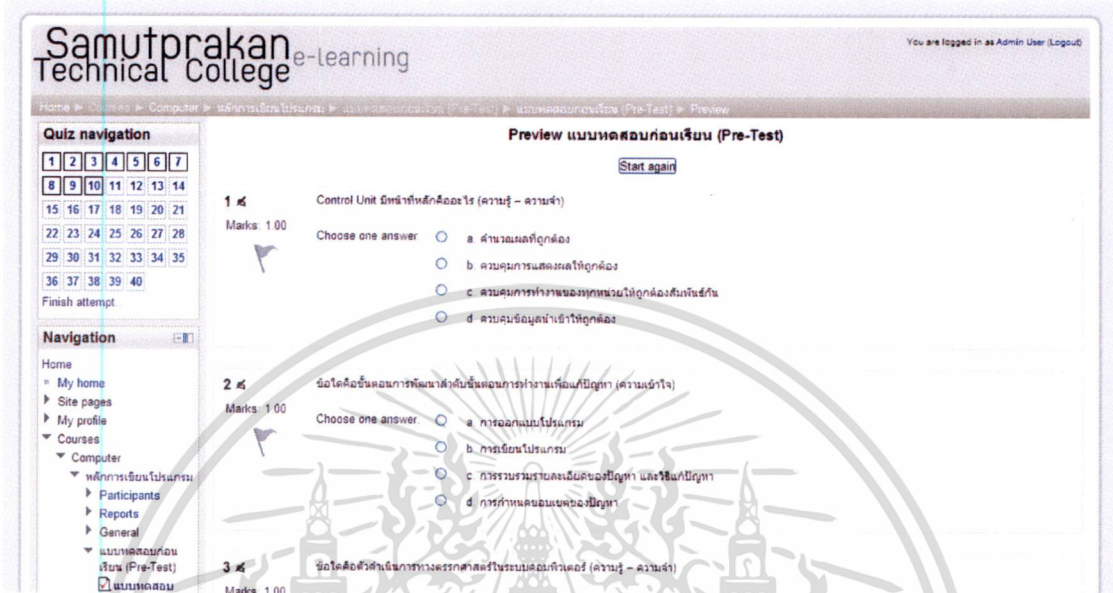 Samutprakan
Technical College e-learning
You are logged in as Admin User (Logout)
Home ► Courses ► Computer ► หลักการเขียนโปรแกรม ► แบบทดสอบก่อนเรียน (Pre-Test) ► แบบทดสอบก่อนเรียน (Pre-Test) ► Preview
Quiz navigation
1 2 3 4 5 6 7
8 9 10 11 12 13 14
15 16 17 18 19 20 21
22 23 24 25 26 27 28
29 30 31 32 33 34 35
36 37 38 39 40
Finish attempt
Navigation
Home
My home
Site pages
My profile
Courses
Computer
หลักการเขียนโปรแกรม
Participants
Reports
General
แบบทดสอบก่อน
เรียน (Pre-Test)
แบบทดสอบ
Preview แบบทดสอบก่อนเรียน (Pre-Test)
Start again
1
Marks: 1.00
Control Unit มีหน้าที่หลักคืออะไร (ความรู้ – ความจำ)
Choose one answer.
a. คำนวณผลที่ถูกต้อง
b. ควบคุมการแสดงผลให้ถูกต้อง
c. ควบคุมการทำงานของทุกหน่วยให้ถูกต้องสัมพันธ์กัน
d. ควบคุมข้อมูลนำเข้าให้ถูกต้อง
2
Marks: 1.00
ข้อใดคือขั้นตอนการพัฒนาลำดับขั้นตอนการทำงานเพื่อแก้ปัญหา (ความเข้าใจ)
Choose one answer.
a. การออกแบบโปรแกรม
b. การเขียนโปรแกรม
c. การรวบรวมรายละเอียดของปัญหา และวิธีแก้ปัญหา
d. การกำหนดขอบเขตของปัญหา
3
Marks: 1.00
ข้อใดคือตัวดำเนินการทางตรรกศาสตร์ในระบบคอมพิวเตอร์ (ความรู้ – ความจำ)